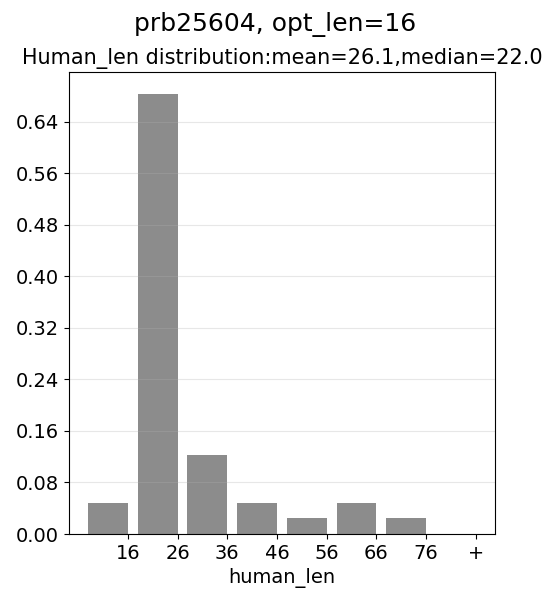 prb25604, opt_len=16
Human_len distribution:mean=26.1,median=22.0
0.64
0.56
0.48
0.40
0.32
0.24
0.16
0.08
0.00
16 26 36 46 56 66 76 +
human_len